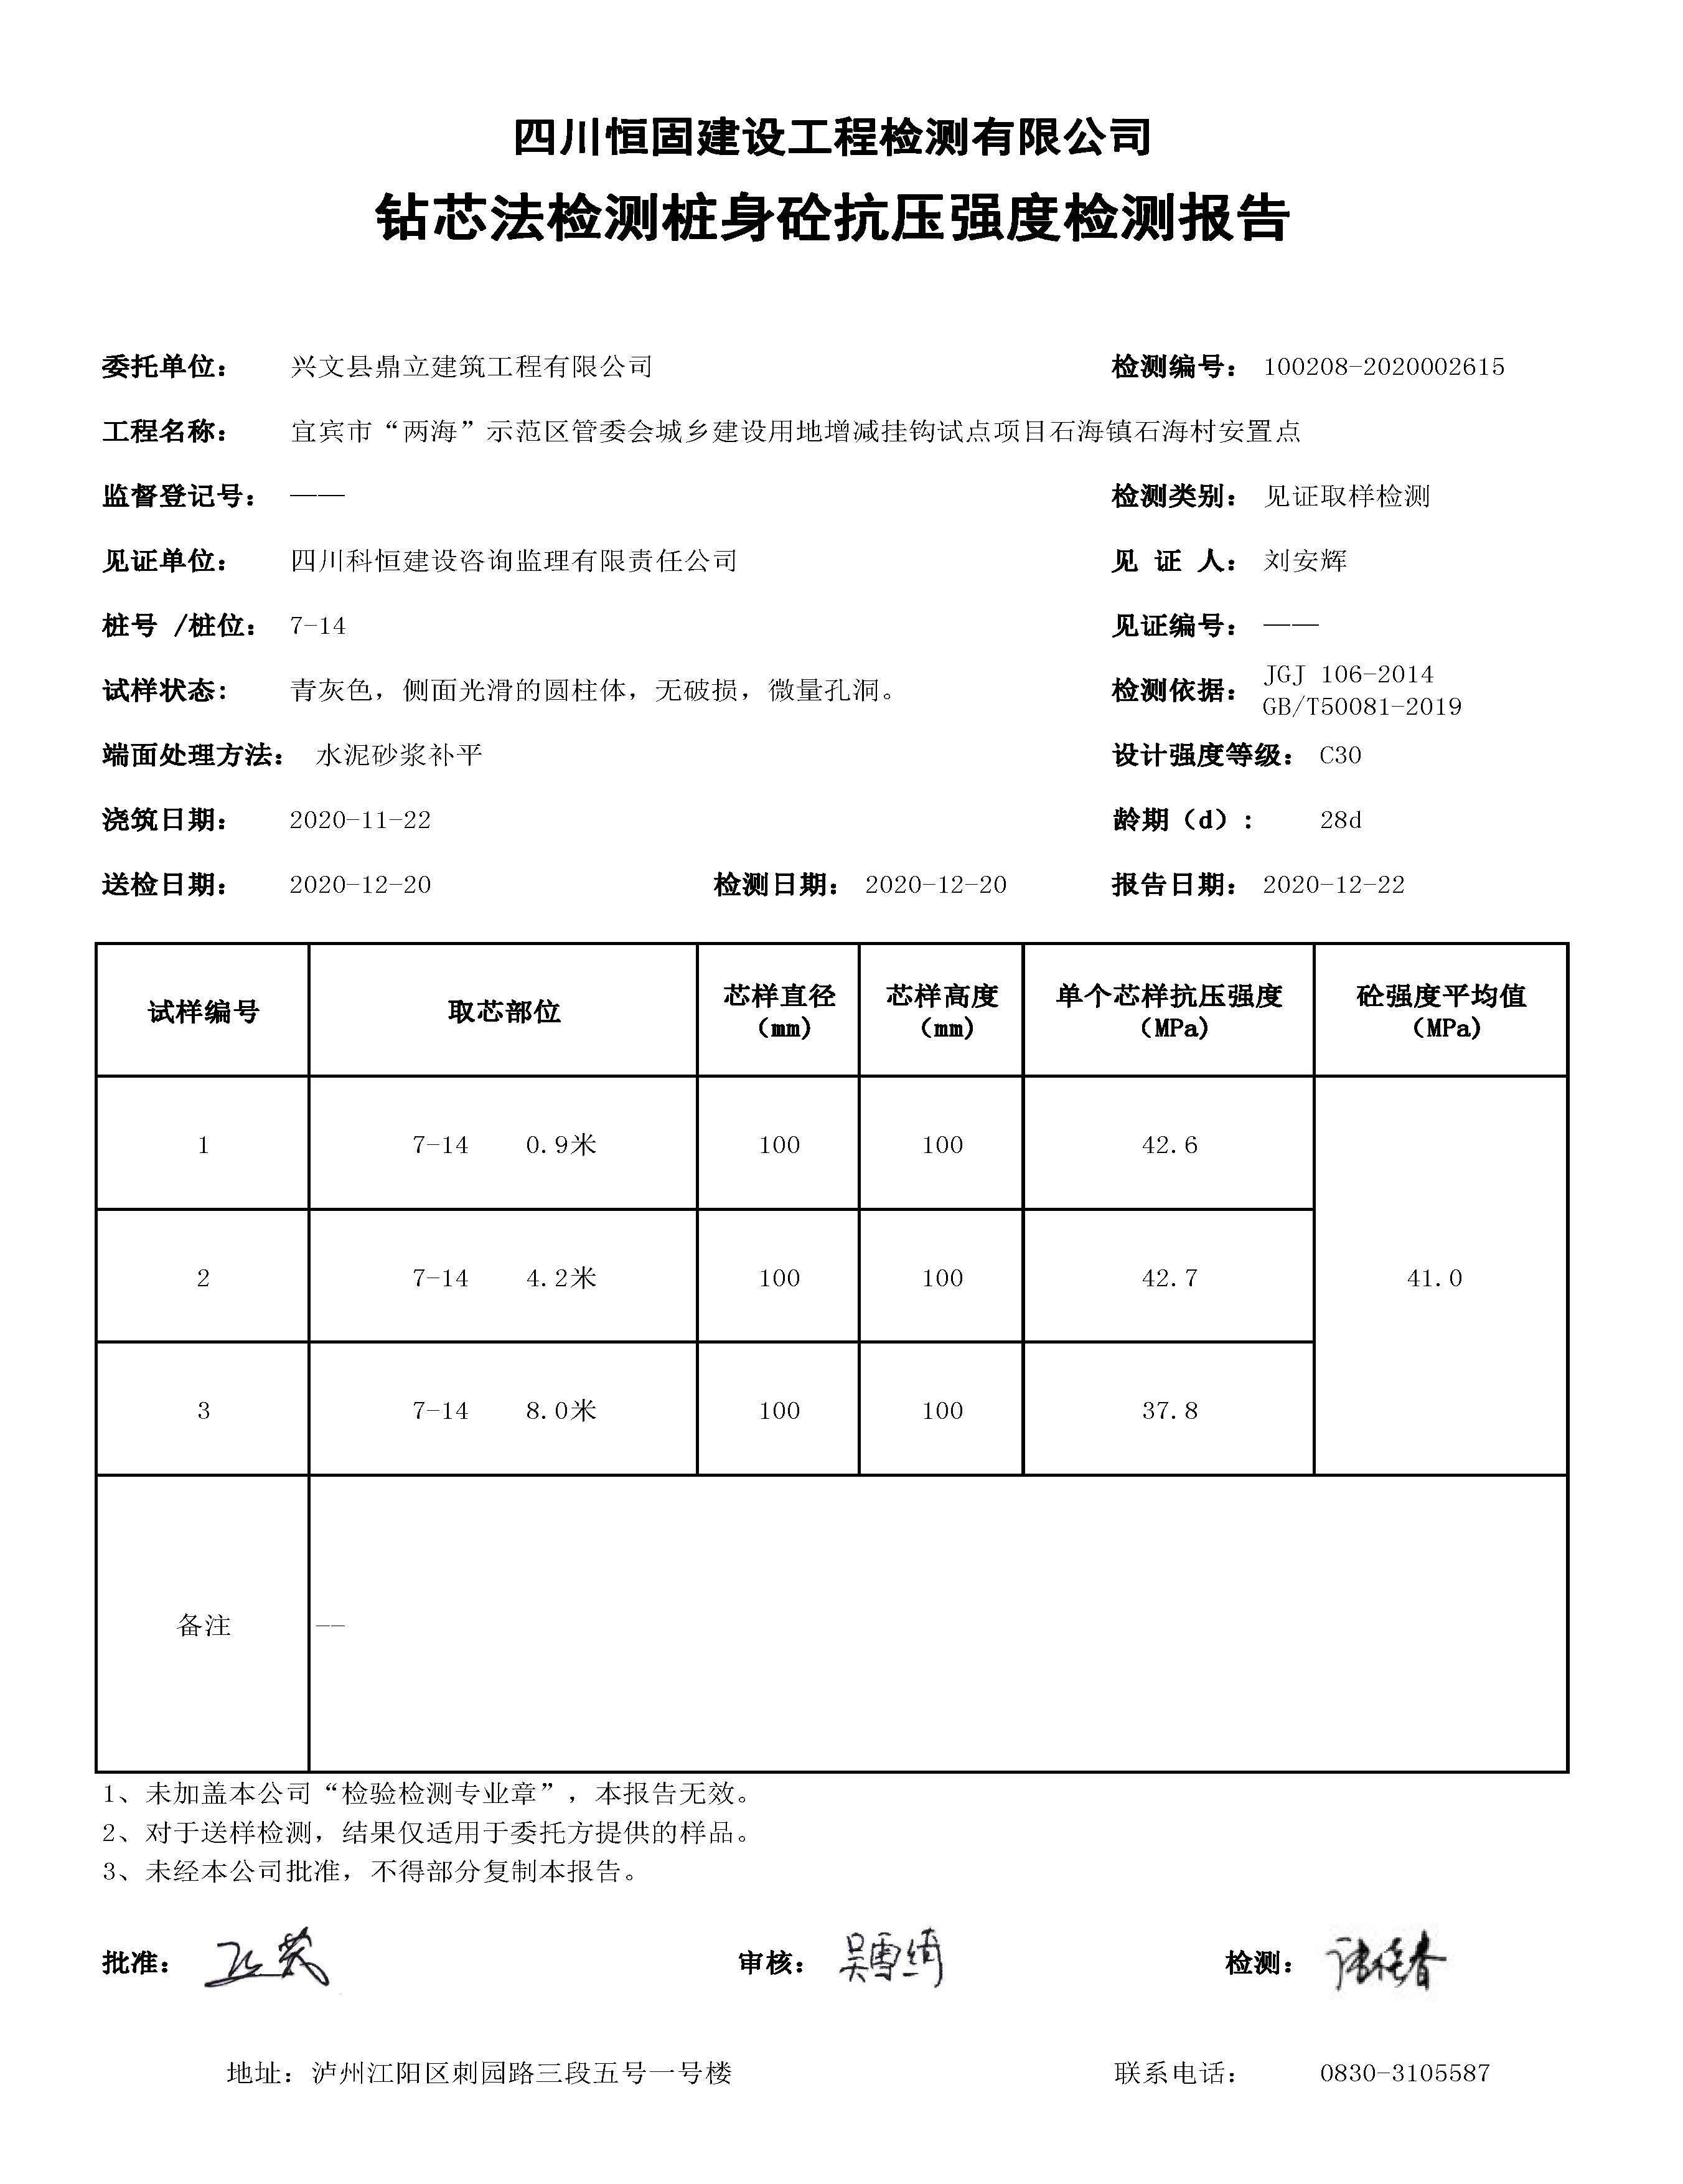 四川恒固建设工程检测有限公司
钻芯法检测桩身砼抗压强度检测报告
委托单位： 兴文县鼎立建筑工程有限公司 检测编号： 100208-2020002615
工程名称： 宜宾市“两海”示范区管委会城乡建设用地增减挂钩试点项目石海镇石海村安置点
监督登记号： —— 检测类别： 见证取样检测
见证单位： 四川科恒建设咨询监理有限责任公司 见 证 人： 刘安辉
桩号 /桩位： 7-14 见证编号： ——
试样状态： 青灰色，侧面光滑的圆柱体，无破损，微量孔洞。 检测依据： JGJ 106-2014
GB/T50081-2019
端面处理方法： 水泥砂浆补平 设计强度等级： C30
浇筑日期： 2020-11-22 龄期（d）： 28d
送检日期： 2020-12-20 检测日期： 2020-12-20 报告日期： 2020-12-22
试样编号 取芯部位 芯样直径（mm） 芯样高度（mm） 单个芯样抗压强度（MPa） 砼强度平均值（MPa）
1 7-14 0.9米 100 100 42.6
2 7-14 4.2米 100 100 42.7 41.0
3 7-14 8.0米 100 100 37.8
备注 ——
1、未加盖本公司“检验检测专业章”，本报告无效。
2、对于送样检测，结果仅适用于委托方提供的样品。
3、未经本公司批准，不得部分复制本报告。
批准： 审核： 吴雪绮 检测：
地址：泸州江阳区刺园路三段五号一号楼 联系电话： 0830-3105587